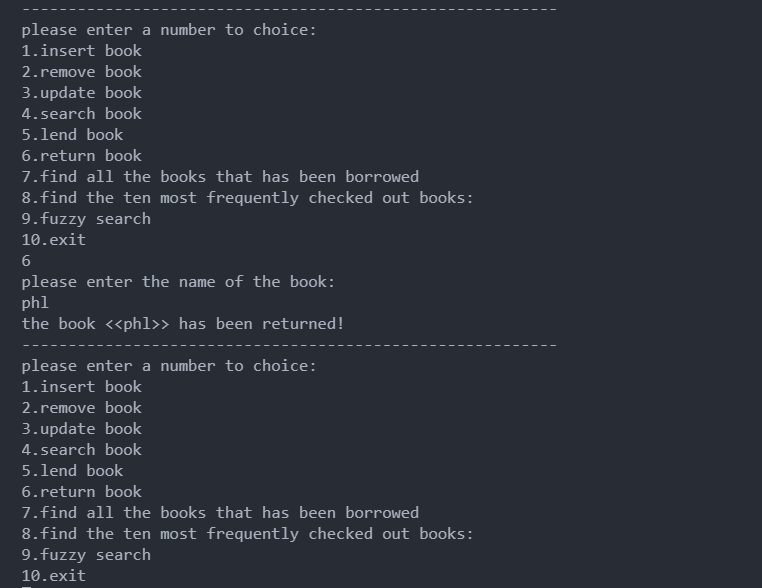 ----------------------------------------------------------
please enter a number to choice:
1.insert book
2.remove book
3.update book
4.search book
5.lend book
6.return book
7.find all the books that has been borrowed
8.find the ten most frequently checked out books:
9.fuzzy search
10.exit
6
please enter the name of the book:
phl
the book <<phl>> has been returned!
----------------------------------------------------------
please enter a number to choice:
1.insert book
2.remove book
3.update book
4.search book
5.lend book
6.return book
7.find all the books that has been borrowed
8.find the ten most frequently checked out books:
9.fuzzy search
10.exit